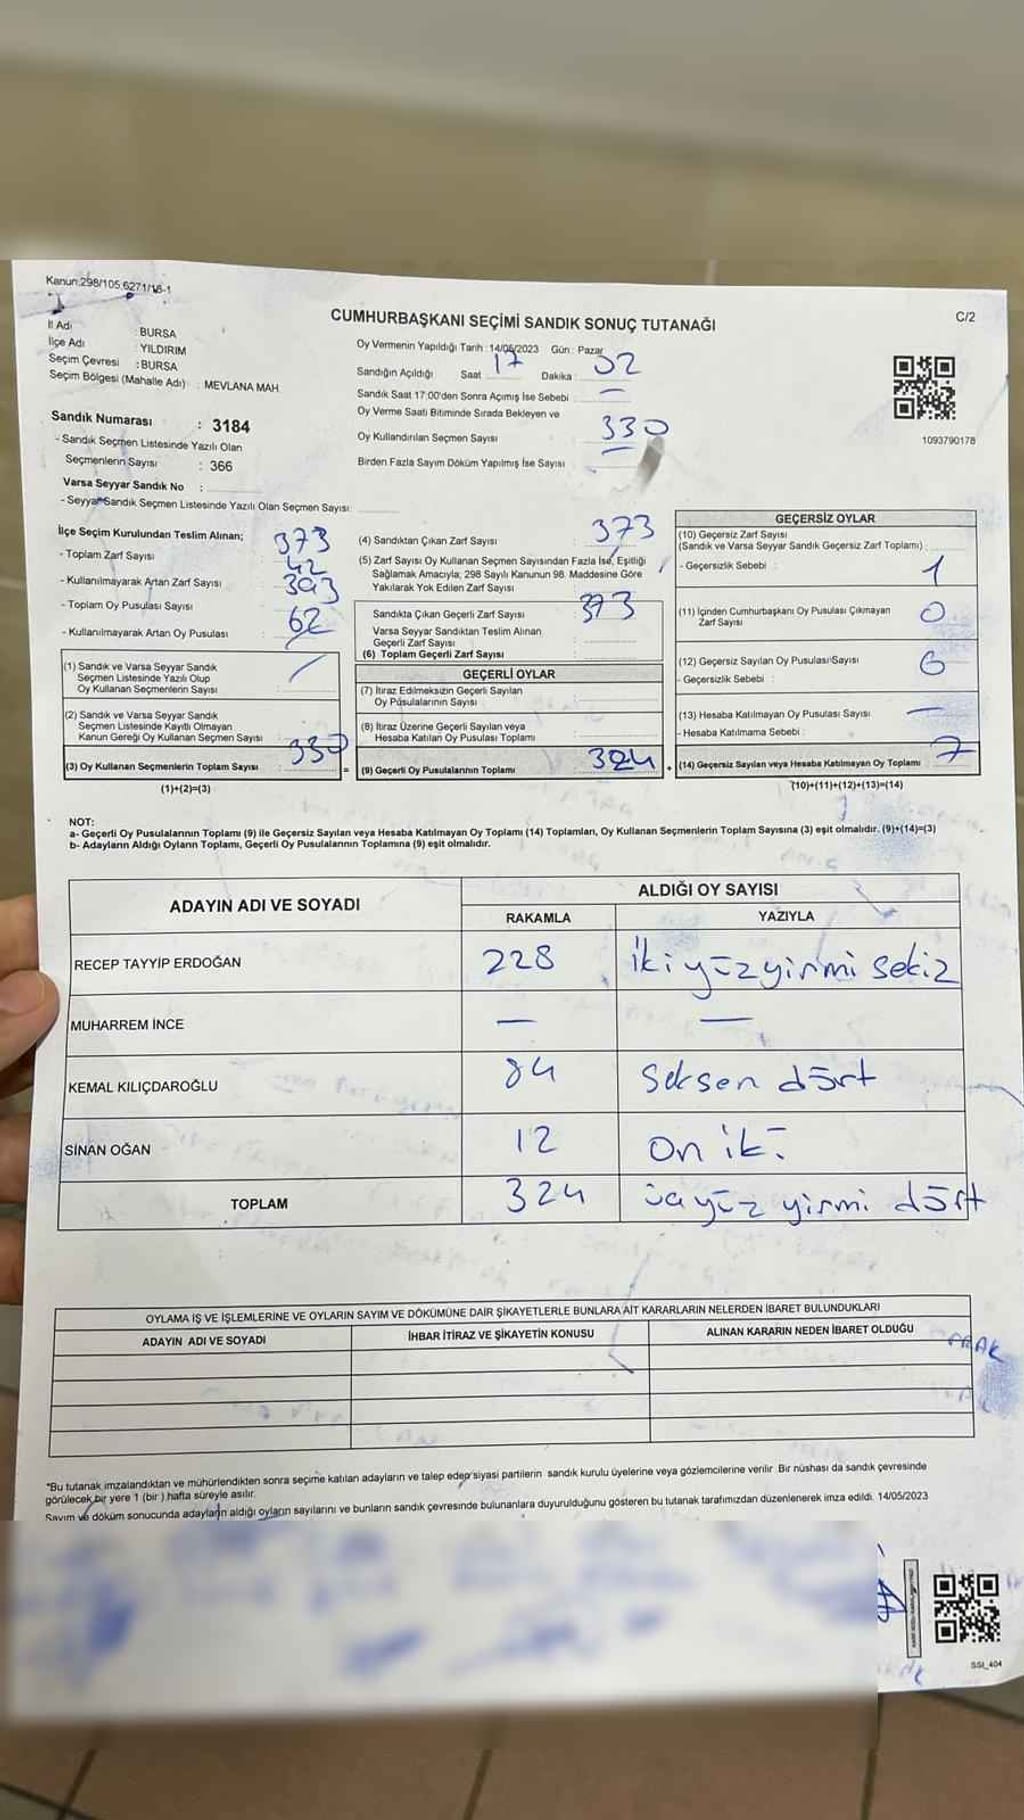 Kanun:298/105,6271/16-1
C/2
CUMHURBAŞKANI SEÇİMİ SANDIK SONUÇ TUTANAĞI
İl Adı : BURSA
İlçe Adı : YILDIRIM
Seçim Çevresi : BURSA
Seçim Bölgesi (Mahalle Adı) : MEVLANA MAH.
Sandık Numarası : 3184
- Sandık Seçmen Listesinde Yazılı Olan
Seçmenlerin Sayısı : 366
Varsa Seyyar Sandık No :
- Seyyar Sandık Seçmen Listesinde Yazılı Olan Seçmen Sayısı:
Oy Vermenin Yapıldığı Tarih :14/05/2023 Gün : Pazar
Sandığın Açıldığı Saat 17 Dakika : 02
Sandık Saat 17:00'den Sonra Açımış İse Sebebi : —
Oy Verme Saati Bitiminde Sırada Bekleyen ve
Oy Kullandırılan Seçmen Sayısı 330
Birden Fazla Sayım Döküm Yapılmış İse Sayısı
1093790178
İlçe Seçim Kurulundan Teslim Alınan;
- Toplam Zarf Sayısı 373
- Kullanılmayarak Artan Zarf Sayısı : 42
- Toplam Oy Pusulası Sayısı : 393
- Kullanılmayarak Artan Oy Pusulası : 62
(1) Sandık ve Varsa Seyyar Sandık
Seçmen Listesinde Yazılı Olup
Oy Kullanan Seçmenlerin Sayısı
(2) Sandık ve Varsa Seyyar Sandık
Seçmen Listesinde Kayıtlı Olmayan
Kanun Gereği Oy Kullanan Seçmen Sayısı
(3) Oy Kullanan Seçmenlerin Toplam Sayısı
(1)+(2)=(3)
(4) Sandıktan Çıkan Zarf Sayısı : 373
(5) Zarf Sayısı Oy Kullanan Seçmen Sayısından Fazla İse, Eşitliği
Sağlamak Amacıyla, 298 Sayılı Kanunun 98. Maddesine Göre
Yakılarak Yok Edilen Zarf Sayısı
Sandıkta Çıkan Geçerli Zarf Sayısı : 373
Varsa Seyyar Sandıktan Teslim Alınan
Geçerli Zarf Sayısı
(6) Toplam Geçerli Zarf Sayısı
GEÇERLİ OYLAR
(7) İtiraz Edilmeksizin Geçerli Sayılan
Oy Pusulalarının Sayısı
(8) İtiraz Üzerine Geçerli Sayılan veya
Hesaba Katılan Oy Pusulası Toplamı
(9) Geçerli Oy Pusulalarının Toplamı : 324
GEÇERSİZ OYLAR
(10) Geçersiz Zarf Sayısı
(Sandık ve Varsa Seyyar Sandık Geçersiz Zarf Toplamı) :
- Geçersizlik Sebebi : 1
(11) İçinden Cumhurbaşkanı Oy Pusulası Çıkmayan
Zarf Sayısı 0
(12) Geçersiz Sayılan Oy Pusulası Sayısı 6
- Geçersizlik Sebebi :
(13) Hesaba Katılmayan Oy Pusulası Sayısı —
- Hesaba Katılmama Sebebi :
(14) Geçersiz Sayılan veya Hesaba Katılmayan Oy Toplamı 7
(10)+(11)+(12)+(13)=(14)
NOT:
a- Geçerli Oy Pusulalarının Toplamı (9) ile Geçersiz Sayılan veya Hesaba Katılmayan Oy Toplamı (14) Toplamları, Oy Kullanan Seçmenlerin Toplam Sayısına (3) eşit olmalıdır. (9)+(14)=(3)
b- Adayların Aldığı Oyların Toplamı, Geçerli Oy Pusulalarının Toplamına (9) eşit olmalıdır.
ADAYIN ADI VE SOYADI ALDIĞI OY SAYISI
RAKAMLA YAZIYLA
RECEP TAYYİP ERDOĞAN 228 iki yüz yirmi sekiz
MUHARREM İNCE — —
KEMAL KILIÇDAROĞLU 84 Seksen dört
SİNAN OĞAN 12 On iki
TOPLAM 324 üçyüz yirmi dört
OYLAMA İŞ VE İŞLEMLERİNE VE OYLARIN SAYIM VE DÖKÜMÜNE DAİR ŞİKAYETLERLE BUNLARA AİT KARARLARIN NELERDEN İBARET BULUNDUKLARI
ADAYIN ADI VE SOYADI İHBAR İTİRAZ VE ŞİKAYETİN KONUSU ALINAN KARARIN NEDEN İBARET OLDUĞU
*Bu tutanak imzalandıktan ve mühürlendikten sonra seçime katılan adayların ve talep eden siyasi partilerin sandık kurulu üyelerine veya gözlemcilerine verilir. Bir nüshası da sandık çevresinde
görülecek bir yere 1 (bir ) hafta süreyle asılır.
Sayım ve döküm sonucunda adayların aldığı oyların sayılarını ve bunların sandık çevresinde bulunanlara duyurulduğunu gösteren bu tutanak tarafımızdan düzenlenerek imza edildi. 14/05/2023
SSI_404